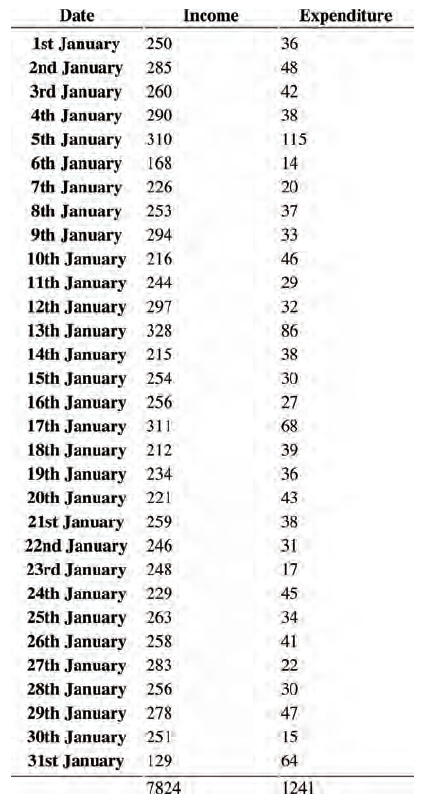 Date Income Expenditure
1st January 250 36
2nd January 285 48
3rd January 260 42
4th January 290 38
5th January 310 115
6th January 168 14
7th January 226 20
8th January 253 37
9th January 294 33
10th January 216 46
11th January 244 29
12th January 297 32
13th January 328 86
14th January 215 38
15th January 254 30
16th January 256 27
17th January 311 68
18th January 212 39
19th January 234 36
20th January 221 43
21st January 259 38
22nd January 246 31
23rd January 248 17
24th January 229 45
25th January 263 34
26th January 258 41
27th January 283 22
28th January 256 30
29th January 278 47
30th January 251 15
31st January 129 64
7824 1241